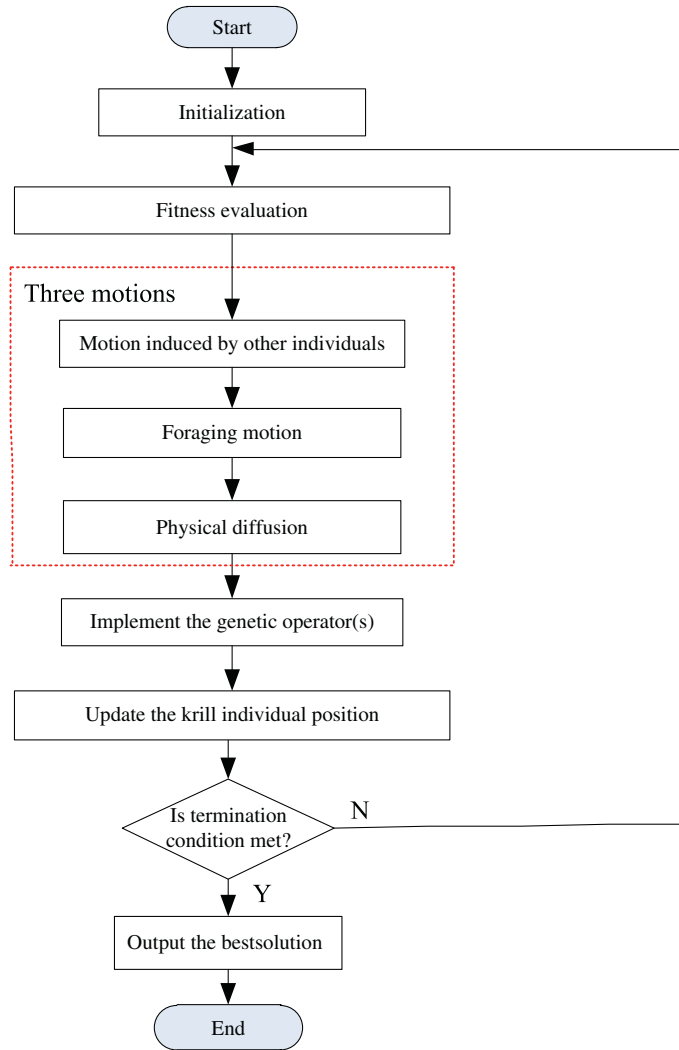 Start
Initialization
Fitness evaluation
Three motions
Motion induced by other individuals
Foraging motion
Physical diffusion
Implement the genetic operator(s)
Update the krill individual position
Is termination
condition met?
N
Y
Output the bestsolution
End